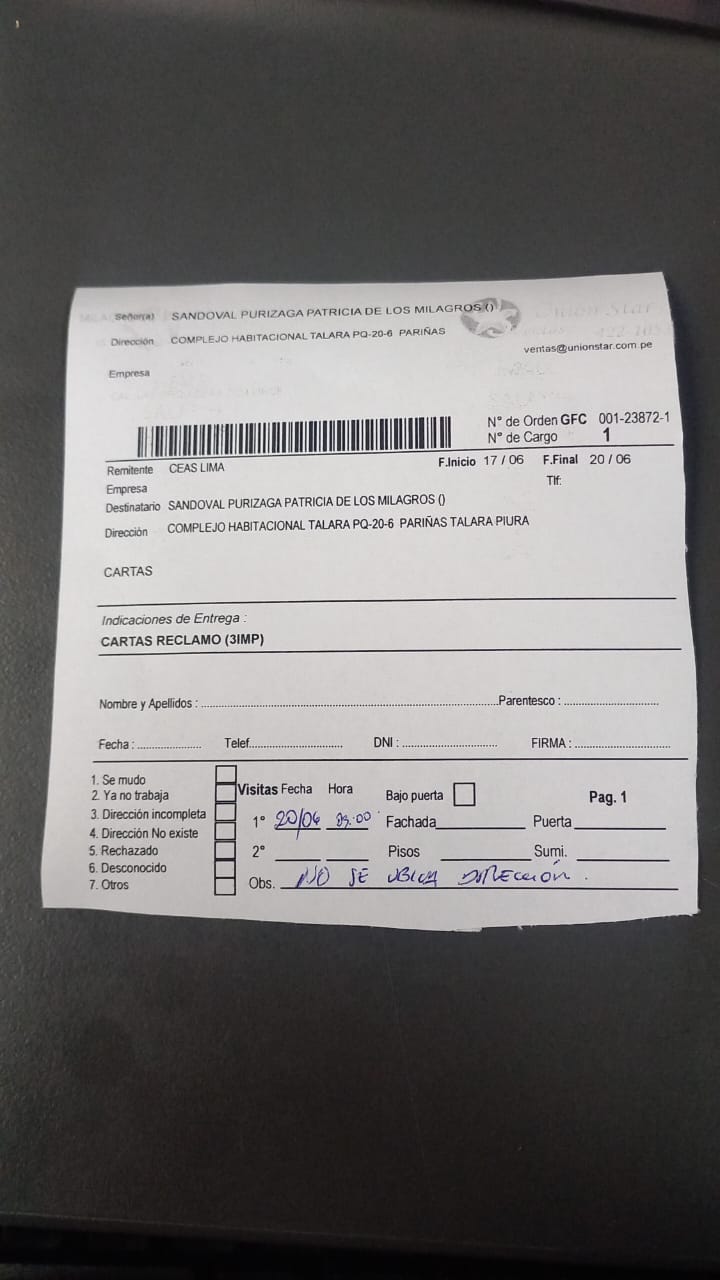 Señor(a) SANDOVAL PURIZAGA PATRICIA DE LOS MILAGROS ()
Dirección COMPLEJO HABITACIONAL TALARA PQ-20-6 PARIÑAS
ventas@unionstar.com.pe
Empresa
N° de Orden GFC 001-23872-1
N° de Cargo 1
Remitente CEAS LIMA F.Inicio 17 / 06 F.Final 20 / 06
Empresa Tlf:
Destinatario SANDOVAL PURIZAGA PATRICIA DE LOS MILAGROS ()
Dirección COMPLEJO HABITACIONAL TALARA PQ-20-6 PARIÑAS TALARA PIURA
CARTAS
Indicaciones de Entrega :
CARTAS RECLAMO (3IMP)
Nombre y Apellidos : Parentesco :
Fecha : Telef. DNI : FIRMA :
1. Se mudo
2. Ya no trabaja
3. Dirección incompleta
4. Dirección No existe
5. Rechazado
6. Desconocido
7. Otros
Visitas Fecha Hora Bajo puerta Pag. 1
1° 20/06 09:00 Fachada Puerta
2° Pisos Sumi.
Obs. NO SE UBICA DIRECCIÓN.